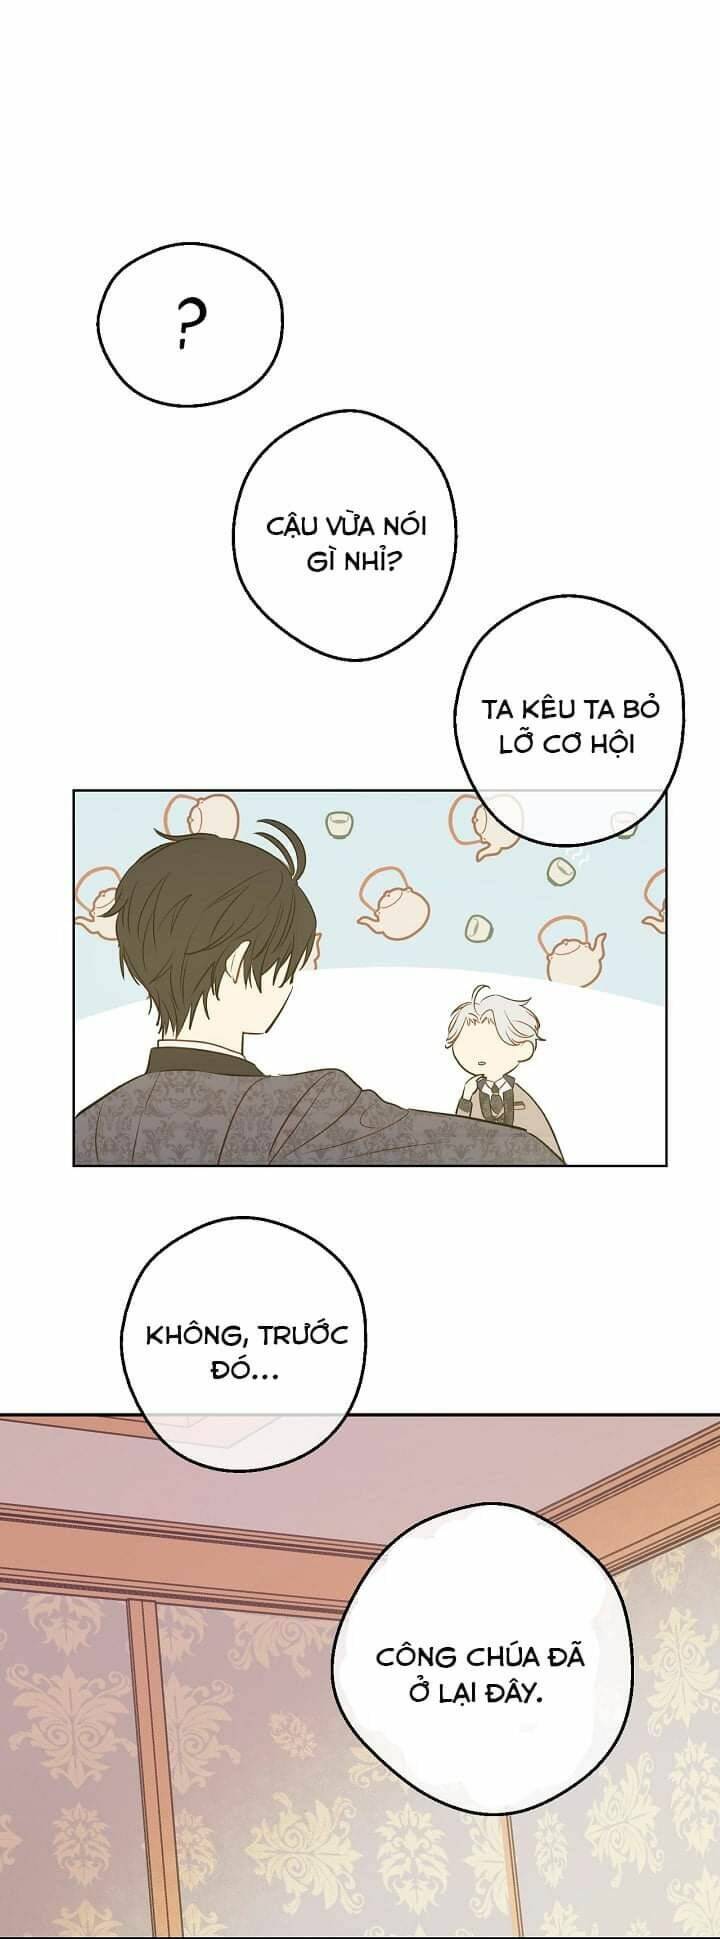 ?
CẬU VỪA NÓI
GÌ NHỈ?
TA KÊU TA BỎ
LỠ CƠ HỘI
KHÔNG, TRƯỚC
ĐÓ...
CÔNG CHÚA ĐÃ
Ở LẠI ĐÂY.